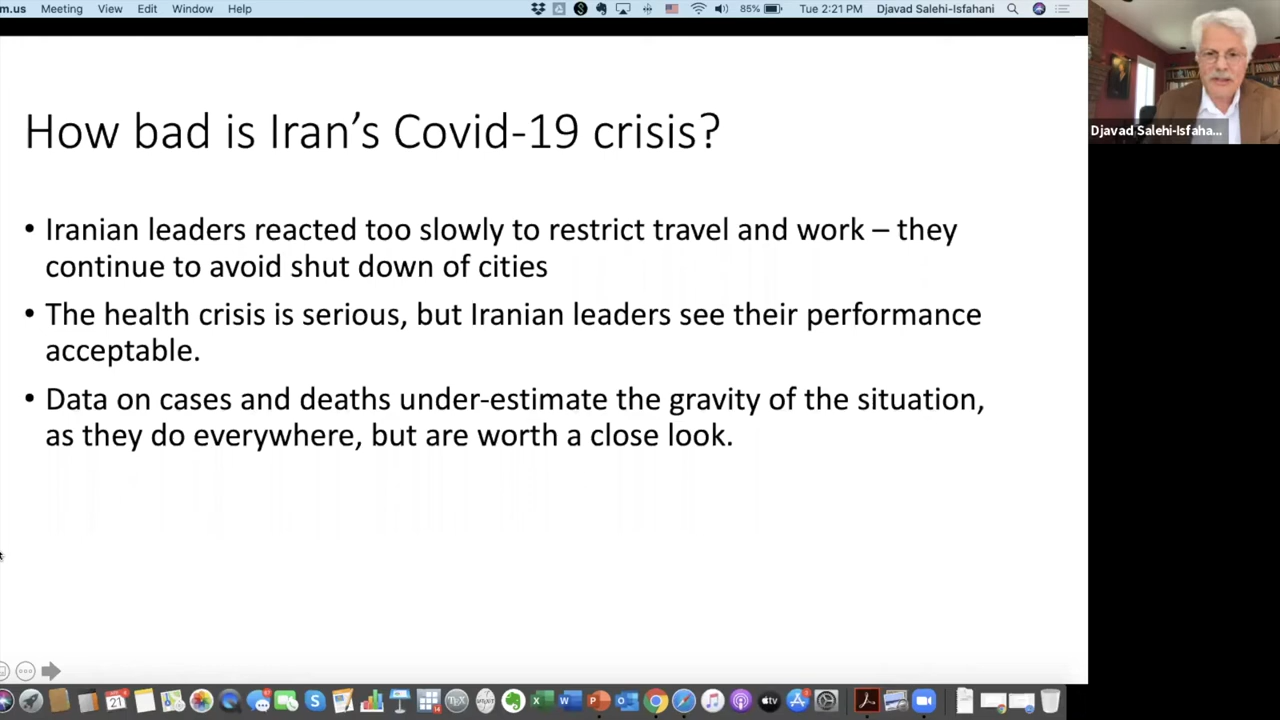 m.us Meeting View Edit Window Help 85% Tue 2:21 PM Djavad Salehi-Isfahani
Djavad Salehi-Isfaha...
How bad is Iran’s Covid-19 crisis?
• Iranian leaders reacted too slowly to restrict travel and work – they
continue to avoid shut down of cities
• The health crisis is serious, but Iranian leaders see their performance
acceptable.
• Data on cases and deaths under-estimate the gravity of the situation,
as they do everywhere, but are worth a close look.
21
tv